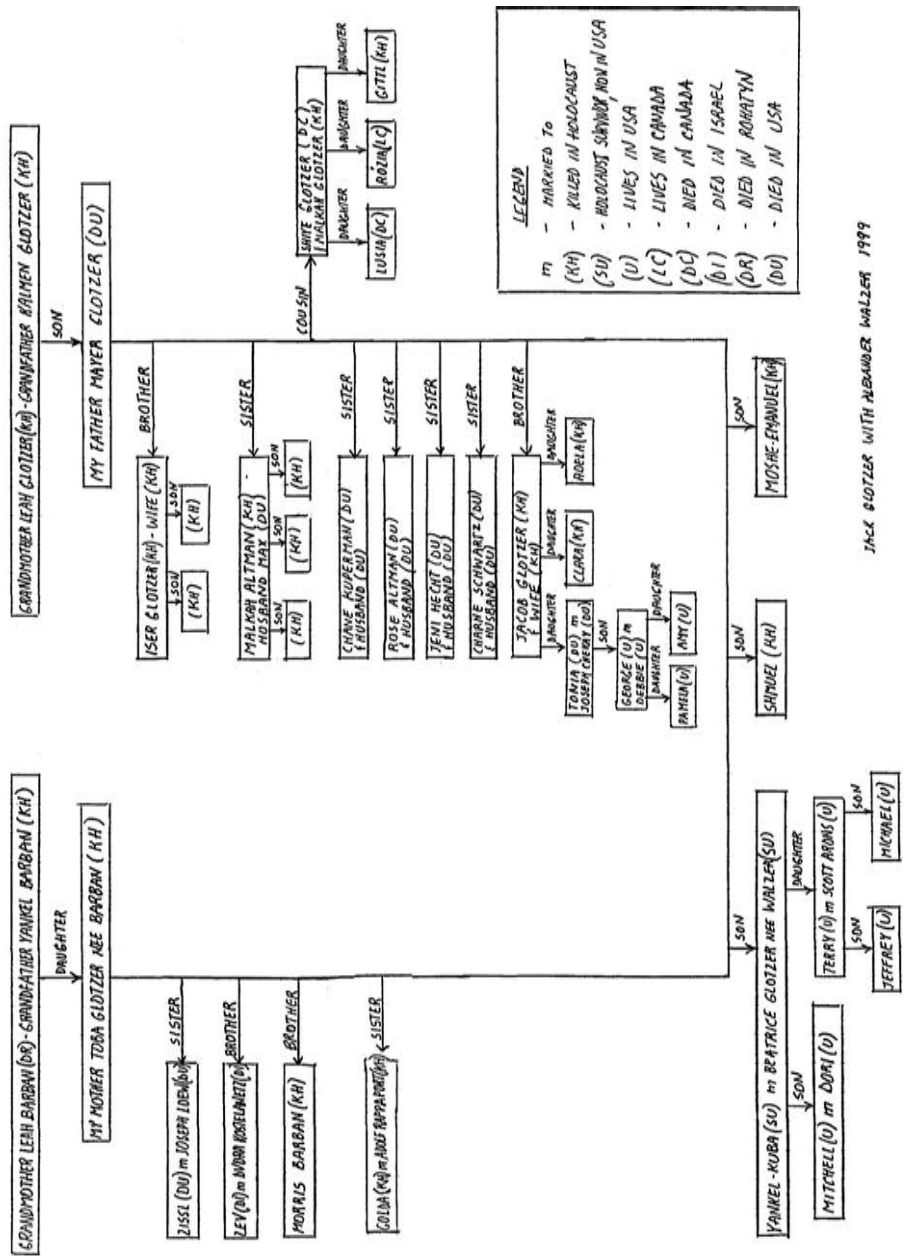 GRANDMOTHER LEAH BARBAN (DR) - GRANDFATHER YANKEL BARBAN (KH)
DAUGHTER
MY MOTHER TOBA GLOTZER NEE BARBAN (KH)
SISTER
ZISSL (DU) m JOSEPH LOEW (DU)
BROTHER
ZEV (DI) m DVORA KOSTELANETZ (DI)
BROTHER
MORRIS BARBAN (KH)
SISTER
GOLDA (KH) m. ADOLF RAPPAPORT (KH)
GRANDMOTHER LEAH GLOTZER (KH) - GRANDFATHER KALMEN GLOTZER (KH)
SON
MY FATHER MAYER GLOTZER (DU)
BROTHER
ISER GLOTZER (KH) - WIFE (KH)
SON
SON
(KH)
(KH)
SISTER
MALKAH ALTMAN (KH) -
HUSBAND MAX (DU)
SON
SON
SON
(KH)
(KH)
(KH)
SISTER
CHANE KUPERMAN (DU)
& HUSBAND (DU)
SISTER
ROSE ALTMAN (DU)
& HUSBAND (DU)
SISTER
JENI HECHT (DU)
& HUSBAND (DU)
SISTER
CHARNE SCHWARTZ (DU)
& HUSBAND (DU)
BROTHER
JACOB GLOTZER (KH)
& WIFE (KH)
DAUGHTER
DAUGHTER
DAUGHTER
TONIA (DU) m
JOSEPH CHERRY (DU)
CLARA (KH)
ADELA (KH)
SON
GEORGE (U) m
DEBBIE (U)
DAUGHTER
DAUGHTER
PAMELA (U)
AMY (U)
COUSIN
GLOTZER (DC)
MALKAH GLOTZER (KH)
DAUGHTER
DAUGHTER
DAUGHTER
LUSIA (DC)
RÓZIA (LC)
GITTL (KH)
SON
SON
SON
YANKEL - KUBA (SU) m BEATRICE GLOTZER NEE WALZER (SU)
SHMUEL (KH)
MOSHE-EMANUEL (KH)
SON
DAUGHTER
MITCHELL (U) m DORI (U)
TERRY (U) m SCOTT ARONS (U)
SON
SON
JEFFREY (U)
MICHAEL (U)
LEGEND
m - MARRIED TO
(KH) - KILLED IN HOLOCAUST
(SU) - HOLOCAUST SURVIVOR, NOW IN USA
(U) - LIVES IN USA
(LC) - LIVES IN CANADA
(DC) - DIED IN CANADA
(DI) - DIED IN ISRAEL
(DR) - DIED IN ROHATYN
(DU) - DIED IN USA
JACK GLOTZER WITH ALEXANDER WALZER 1999